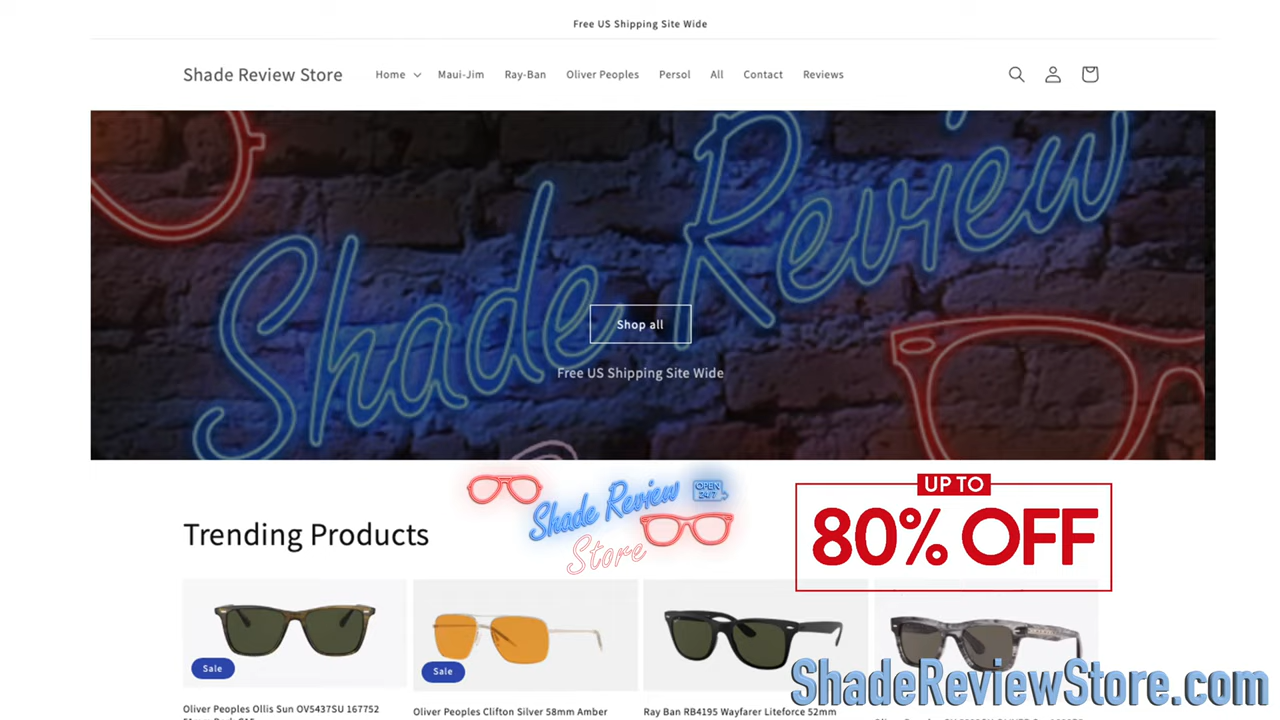 Free US Shipping Site Wide
Shade Review Store
Home Maui-Jim Ray-Ban Oliver Peoples Persol All Contact Reviews
Shade Review
Shop all
Free US Shipping Site Wide
Trending Products
Shade Review
OPEN
24/7
Store
UP TO
80% OFF
Sale
Sale
Oliver Peoples Ollis Sun OV5437SU 167752
Oliver Peoples Clifton Silver 58mm Amber
Ray Ban RB4195 Wayfarer Liteforce 52mm
ShadeReviewStore.com